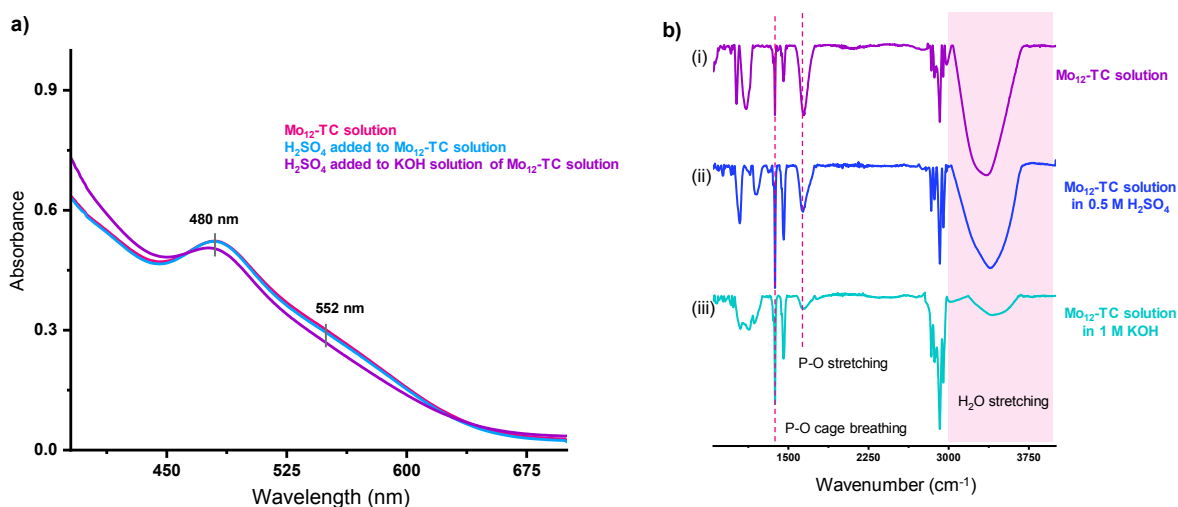 a)
0.9
0.6
0.3
0.0
Absorbance
450
525
600
675
Wavelength (nm)
Mo₁₂-TC solution
H₂SO₄ added to Mo₁₂-TC solution
H₂SO₄ added to KOH solution of Mo₁₂-TC solution
480 nm
552 nm
b)
(i)
Mo₁₂-TC solution
(ii)
Mo₁₂-TC solution
in 0.5 M H₂SO₄
(iii)
Mo₁₂-TC solution
in 1 M KOH
P-O stretching
H₂O stretching
P-O cage breathing
1500
2250
3000
3750
Wavenumber (cm⁻¹)